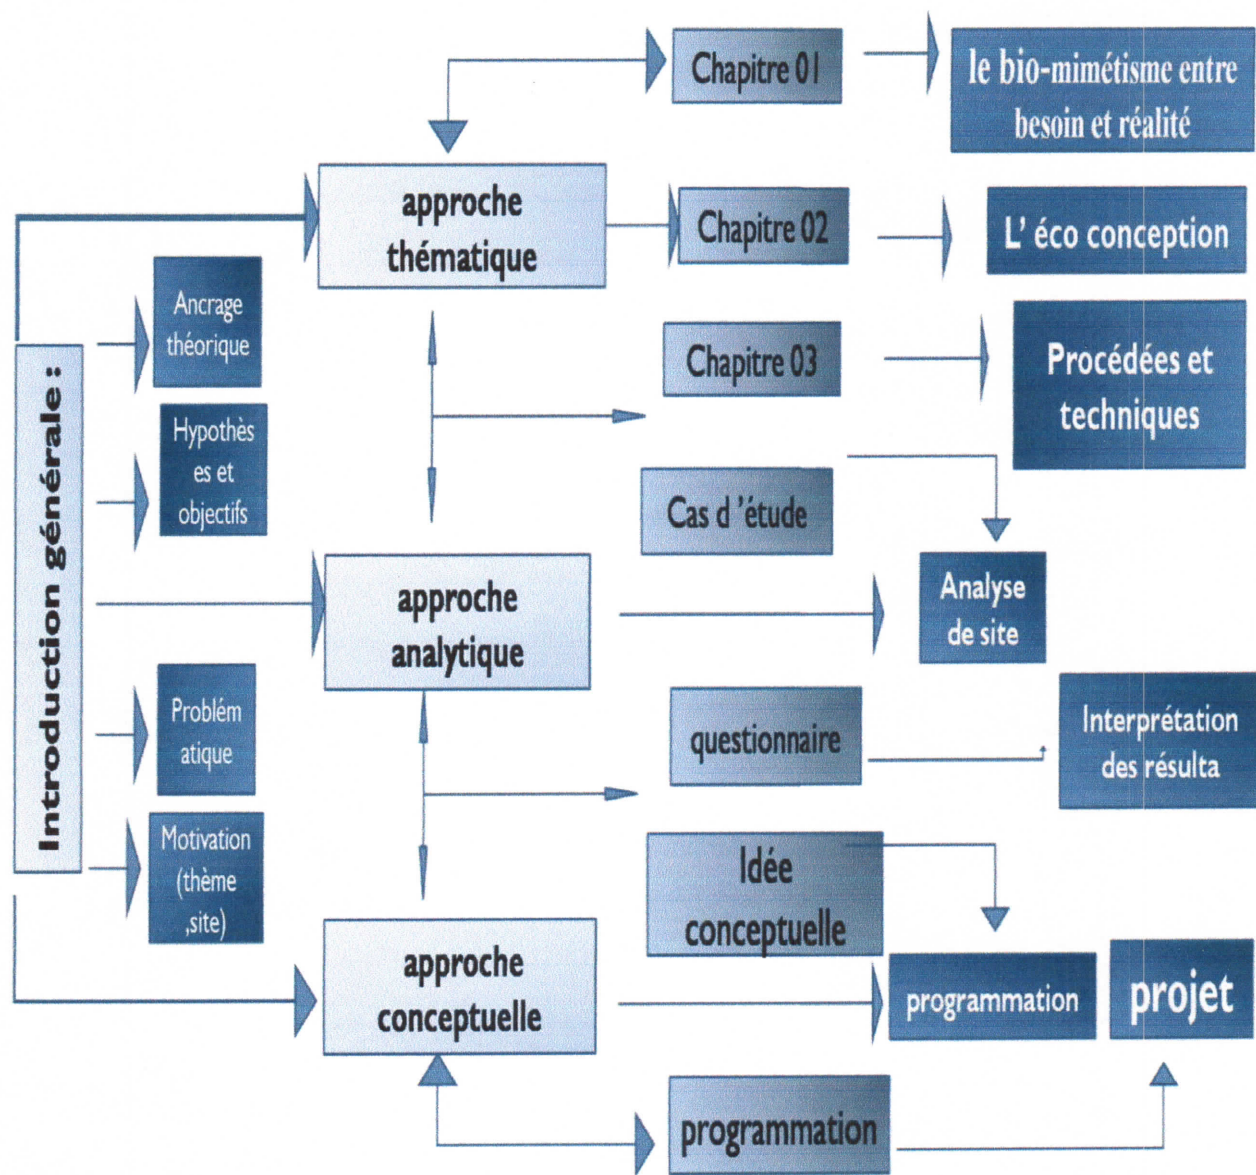 Introduction générale :
Ancrage
théorique
Hypothès
es et
objectifs
Problém
atique
Motivation
(thème
,site)
approche
thématique
Chapitre 01
le bio-mimétisme entre
besoin et réalité
Chapitre 02
L' éco conception
Chapitre 03
Procédées et
techniques
approche
analytique
Cas d 'étude
Analyse
de site
questionnaire
Interprétation
des résulta
approche
conceptuelle
Idée
conceptuelle
programmation
projet
programmation